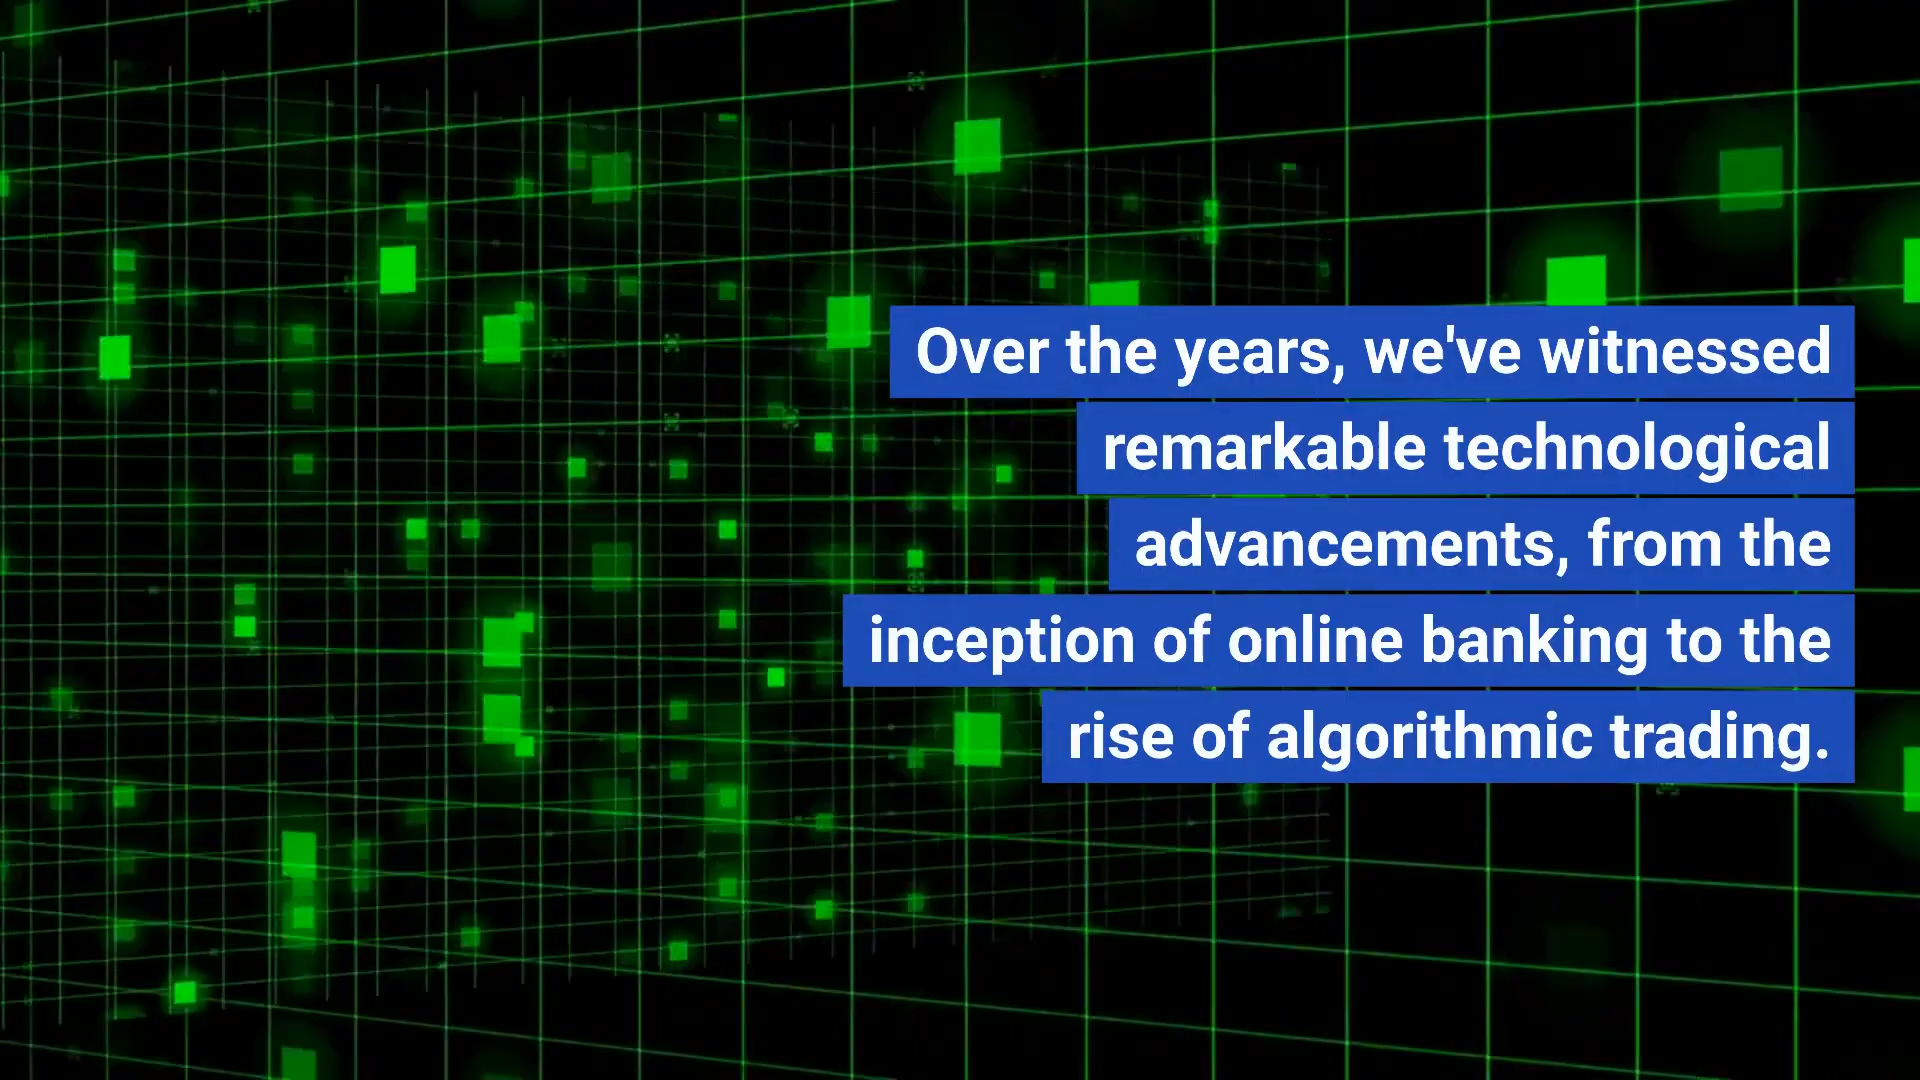 Over the years, we've witnessed
remarkable technological
advancements, from the
inception of online banking to the
rise of algorithmic trading.